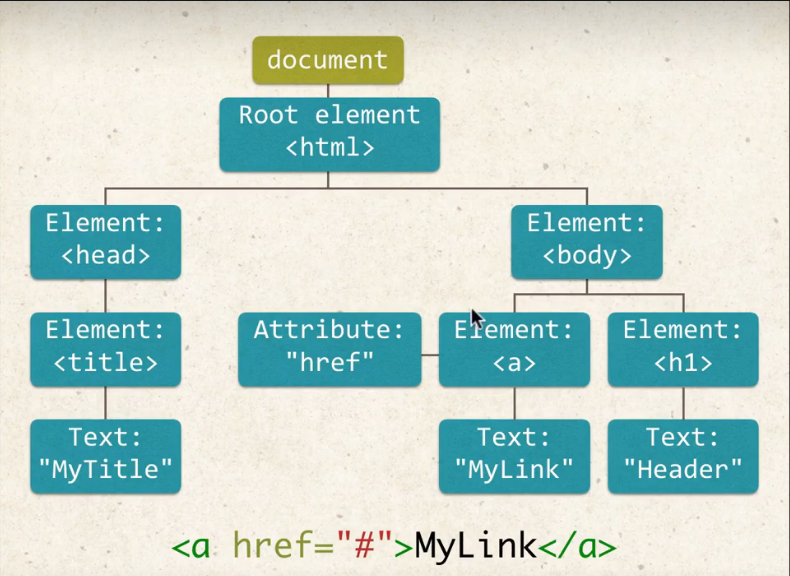 document
Root element
<html>
Element:
<head>
Element:
<body>
Element:
<title>
Attribute:
"href"
Element:
<a>
Element:
<h1>
Text:
"MyTitle"
Text:
"MyLink"
Text:
"Header"
<a href="#">MyLink</a>